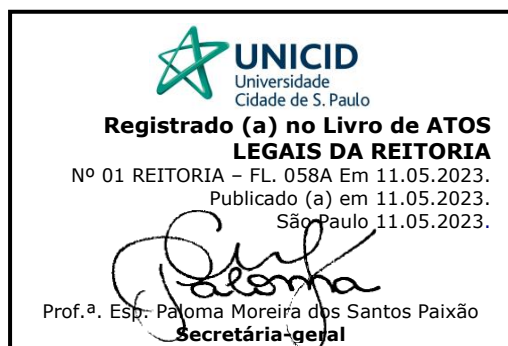 UNICID
Universidade
Cidade de S. Paulo
Registrado (a) no Livro de ATOS
LEGAIS DA REITORIA
Nº 01 REITORIA – FL. 058A Em 11.05.2023.
Publicado (a) em 11.05.2023.
São Paulo 11.05.2023.
Paloma
Prof.ª. Esp. Paloma Moreira dos Santos Paixão
Secretária-geral